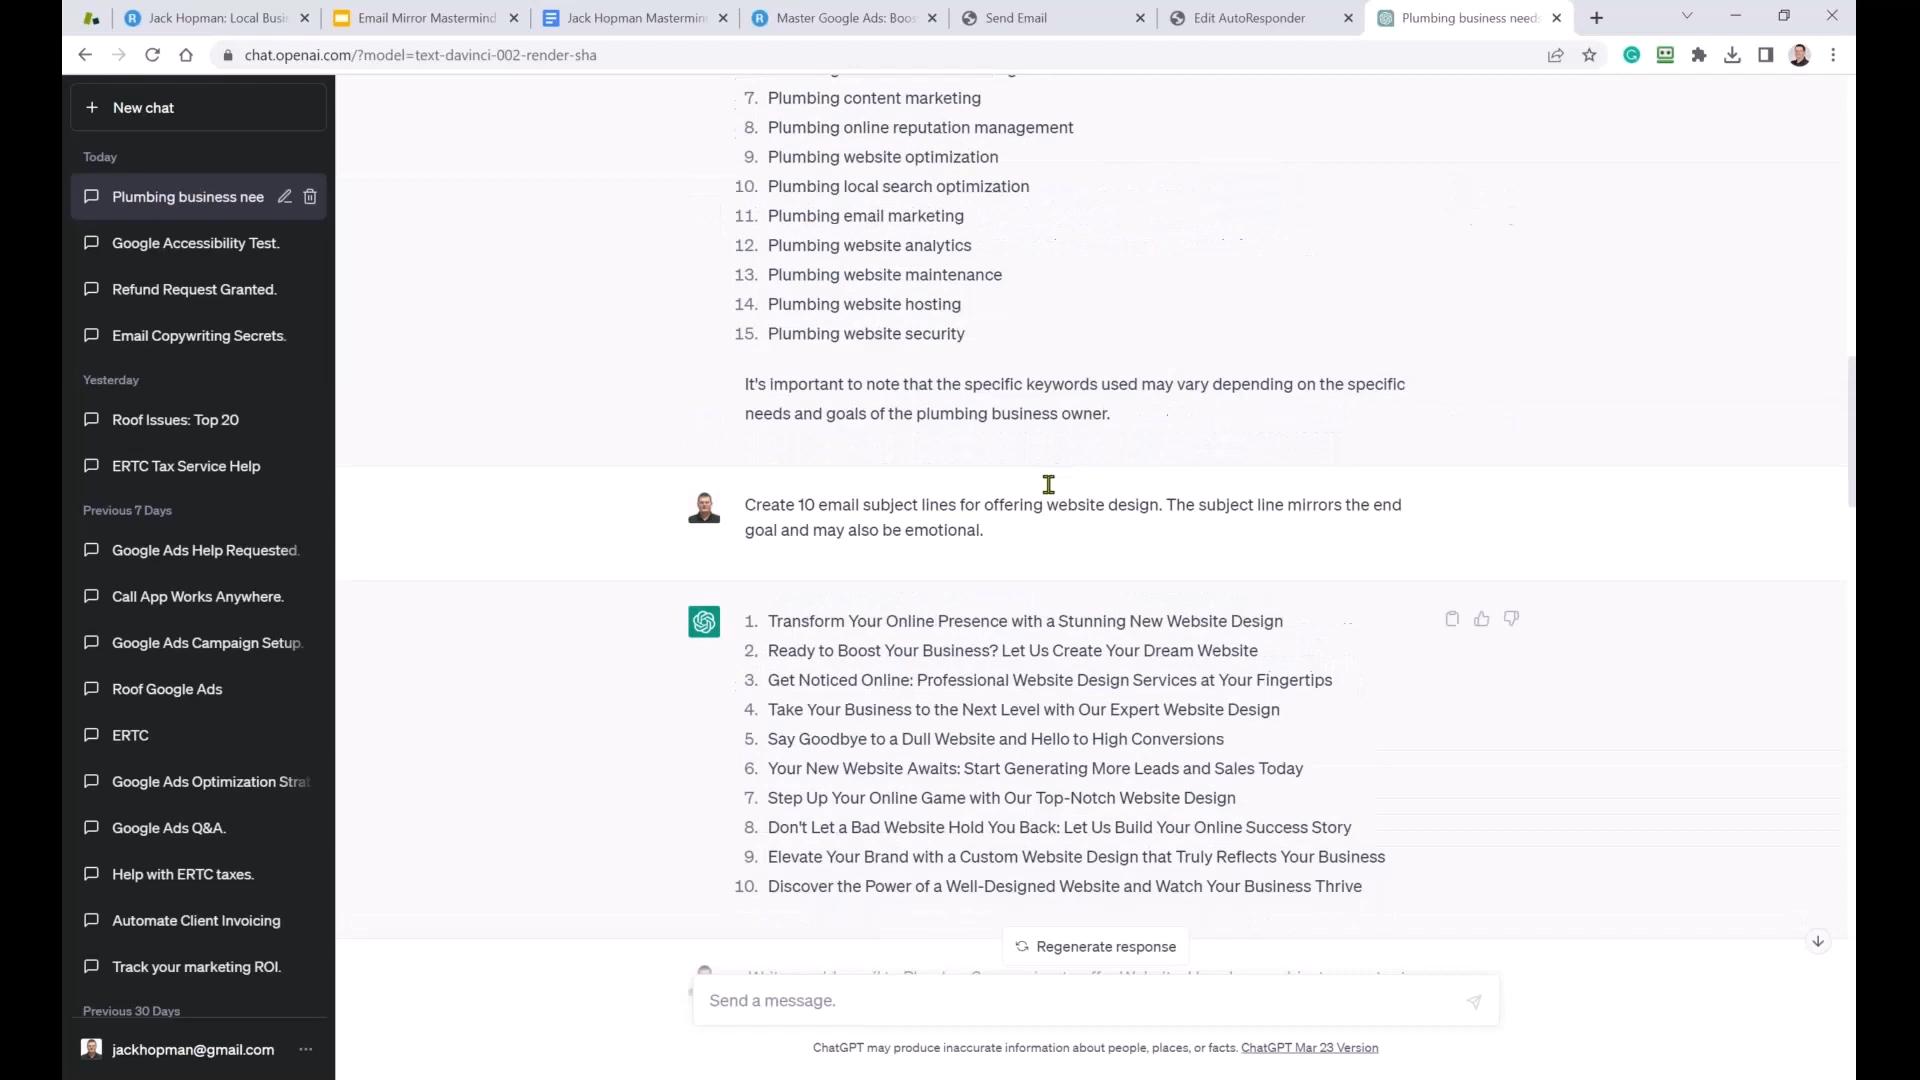 Jack Hopman: Local Busi
Email Mirror Mastermind
Jack Hopman Mastermin
Master Google Ads: Boos
Send Email
Edit AutoResponder
Plumbing business needs
chat.openai.com/?model=text-davinci-002-render-sha
New chat
Today
Plumbing business nee
Google Accessibility Test.
Refund Request Granted.
Email Copywriting Secrets.
Yesterday
Roof Issues: Top 20
ERTC Tax Service Help
Previous 7 Days
Google Ads Help Requested.
Call App Works Anywhere.
Google Ads Campaign Setup.
Roof Google Ads
ERTC
Google Ads Optimization Strat
Google Ads Q&A.
Help with ERTC taxes.
Automate Client Invoicing
Track your marketing ROI.
Previous 30 Days
jackhopman@gmail.com
7. Plumbing content marketing
8. Plumbing online reputation management
9. Plumbing website optimization
10. Plumbing local search optimization
11. Plumbing email marketing
12. Plumbing website analytics
13. Plumbing website maintenance
14. Plumbing website hosting
15. Plumbing website security
It's important to note that the specific keywords used may vary depending on the specific
needs and goals of the plumbing business owner.
Create 10 email subject lines for offering website design. The subject line mirrors the end
goal and may also be emotional.
1. Transform Your Online Presence with a Stunning New Website Design
2. Ready to Boost Your Business? Let Us Create Your Dream Website
3. Get Noticed Online: Professional Website Design Services at Your Fingertips
4. Take Your Business to the Next Level with Our Expert Website Design
5. Say Goodbye to a Dull Website and Hello to High Conversions
6. Your New Website Awaits: Start Generating More Leads and Sales Today
7. Step Up Your Online Game with Our Top-Notch Website Design
8. Don't Let a Bad Website Hold You Back: Let Us Build Your Online Success Story
9. Elevate Your Brand with a Custom Website Design that Truly Reflects Your Business
10. Discover the Power of a Well-Designed Website and Watch Your Business Thrive
Regenerate response
Send a message.
ChatGPT may produce inaccurate information about people, places, or facts. ChatGPT Mar 23 Version